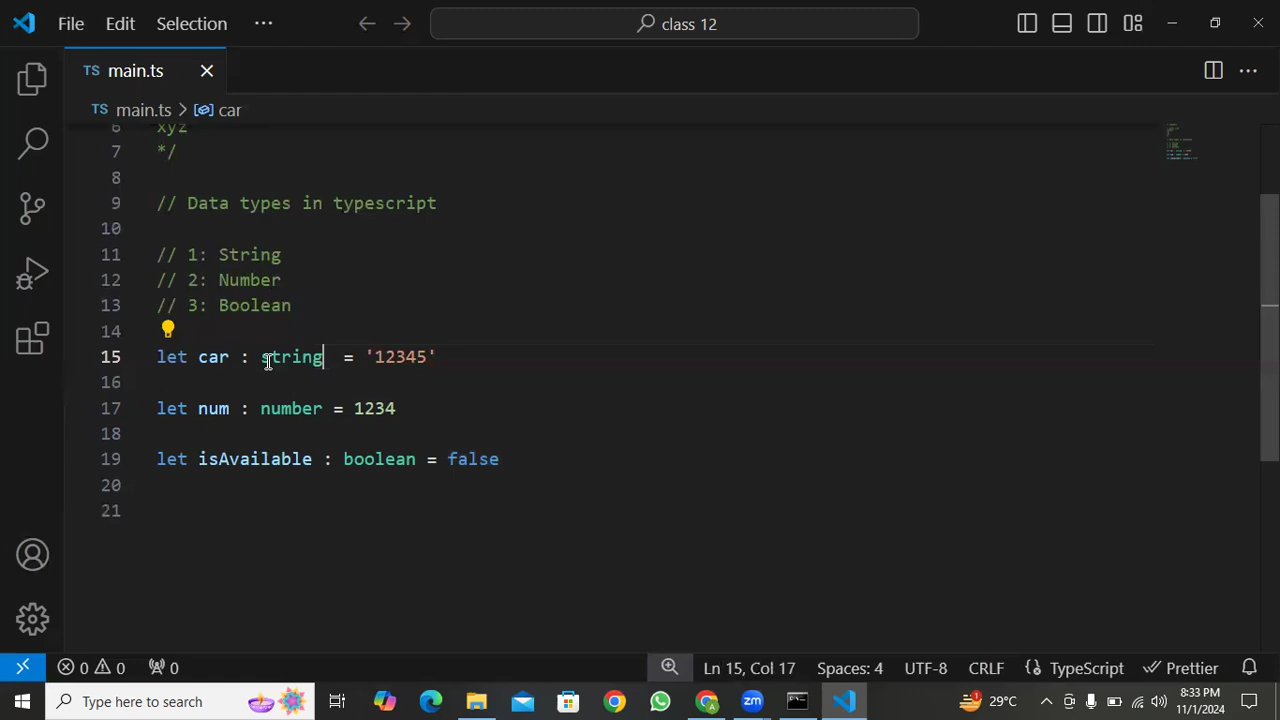 File Edit Selection ··· class 12
TS main.ts
TS main.ts > car
6 xyz
7 */
8
9 // Data types in typescript
10
11 // 1: String
12 // 2: Number
13 // 3: Boolean
14
15 let car : string  = '12345'
16
17 let num : number = 1234
18
19 let isAvailable : boolean = false
20
21
0 0 0 Ln 15, Col 17 Spaces: 4 UTF-8 CRLF TypeScript Prettier
Type here to search zm 1 29°C 8:33 PM
11/1/2024